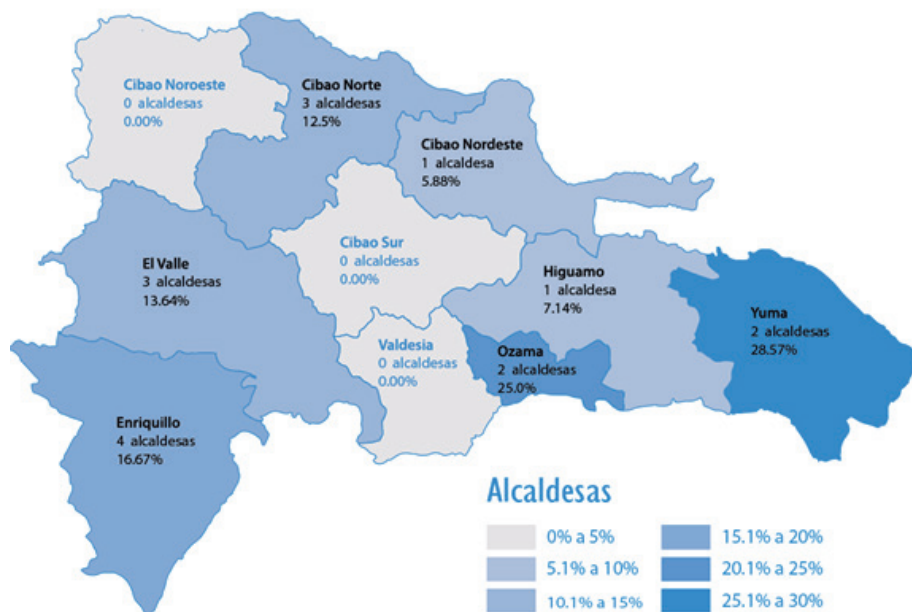 Cibao Noroeste
0 alcaldesas
0.00%
Cibao Norte
3 alcaldesas
12.5%
Cibao Nordeste
1 alcaldesa
5.88%
Cibao Sur
0 alcaldesas
0.00%
El Valle
3 alcaldesas
13.64%
Higuamo
1 alcaldesa
7.14%
Yuma
2 alcaldesas
28.57%
Valdesia
0 alcaldesas
0.00%
Ozama
2 alcaldesas
25.0%
Enriquillo
4 alcaldesas
16.67%
Alcaldesas
0% a 5%
5.1% a 10%
10.1% a 15%
15.1% a 20%
20.1% a 25%
25.1% a 30%